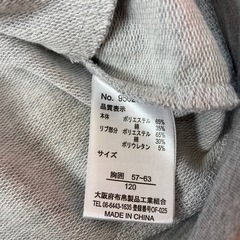 No. 9502
品質表示
本体 ポリエステル 65%
綿 35%
リブ部分 ポリエステル 65%
綿 30%
ポリウレタン 5%
サイズ
胸囲 57~63
120
大阪府布帛製品工業組合
TEL 06-6443-1635 登録番号OF-025
MADE IN CHINA